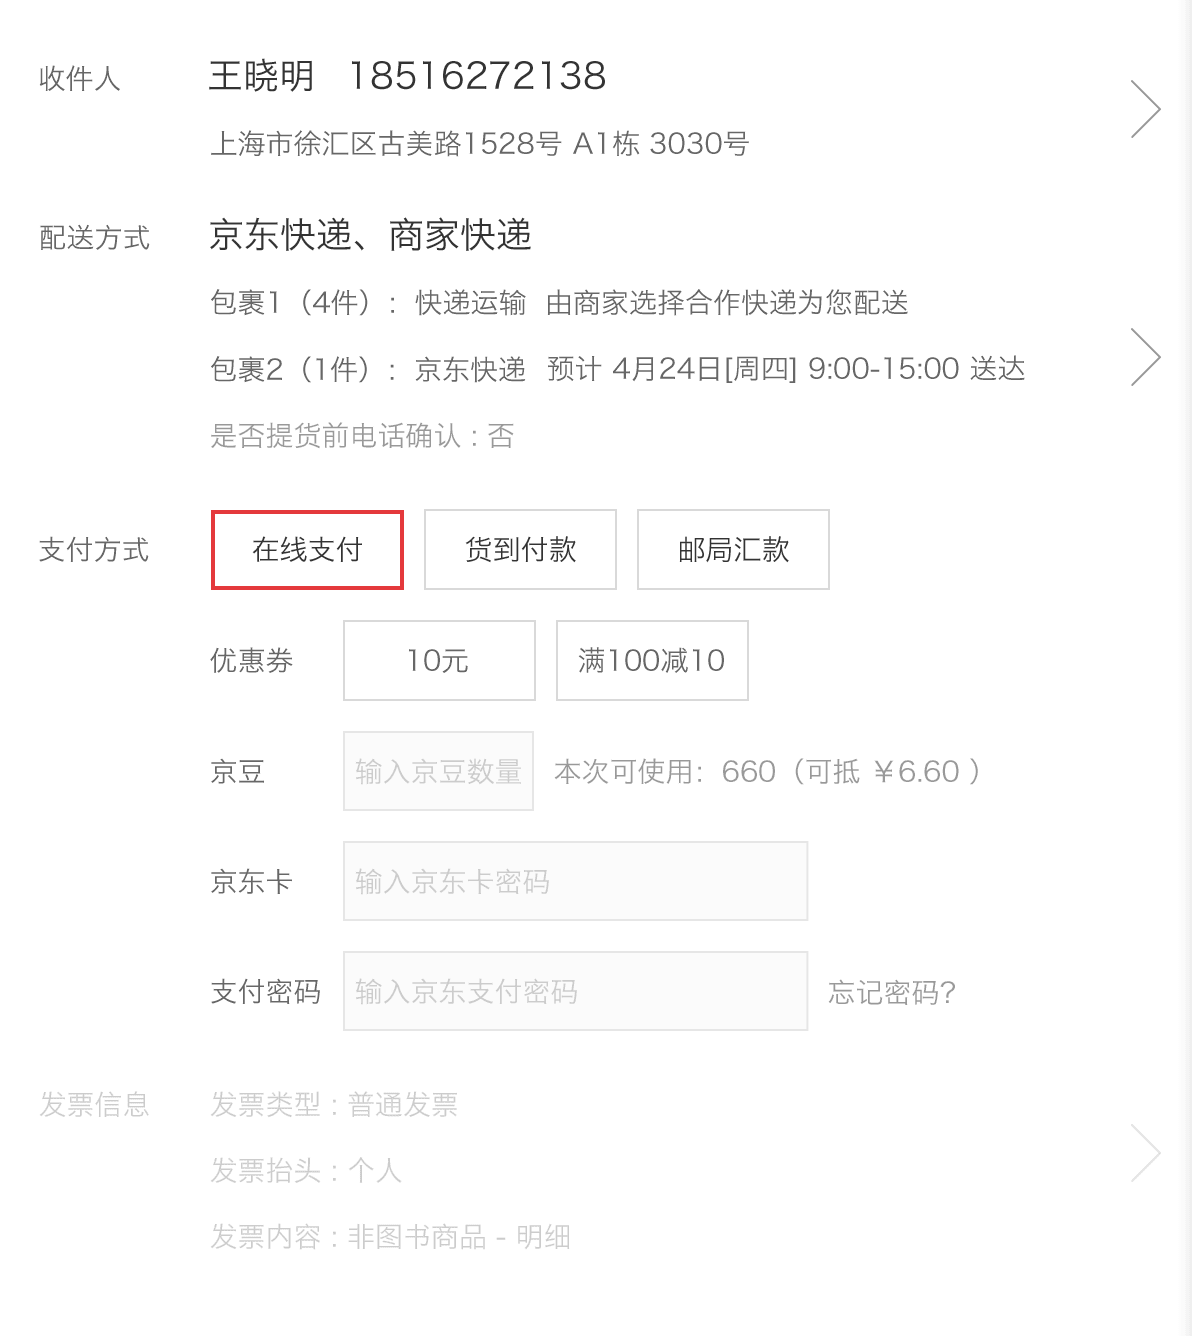 收件人 王晓明 18516272138
上海市徐汇区古美路1528号 A1栋 3030号
配送方式 京东快递、商家快递
包裹1（4件）: 快递运输 由商家选择合作快递为您配送
包裹2（1件）: 京东快递 预计 4月24日[周四] 9:00-15:00 送达
是否提货前电话确认 : 否
支付方式 在线支付 货到付款 邮局汇款
优惠券 10元 满100减10
京豆 输入京豆数量 本次可使用: 660（可抵 ￥6.60 ）
京东卡 输入京东卡密码
支付密码 输入京东支付密码 忘记密码?
发票信息 发票类型 : 普通发票
发票抬头 : 个人
发票内容 : 非图书商品 - 明细